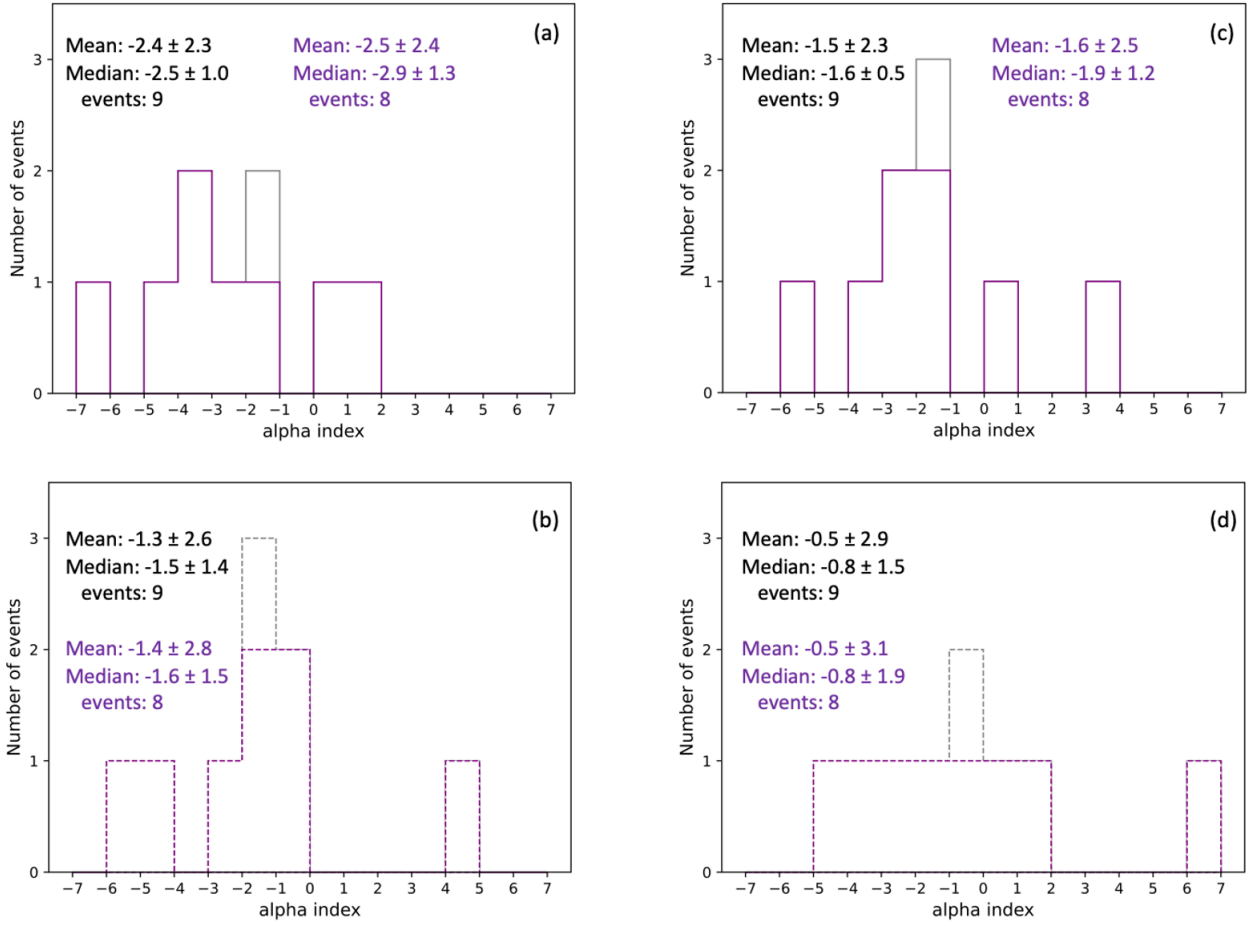 (a)
Mean: -2.4 ± 2.3
Median: -2.5 ± 1.0
events: 9
Mean: -2.5 ± 2.4
Median: -2.9 ± 1.3
events: 8
Number of events
3
2
1
0
−7 −6 −5 −4 −3 −2 −1 0 1 2 3 4 5 6 7
alpha index
(c)
Mean: -1.5 ± 2.3
Median: -1.6 ± 0.5
events: 9
Mean: -1.6 ± 2.5
Median: -1.9 ± 1.2
events: 8
Number of events
3
2
1
0
−7 −6 −5 −4 −3 −2 −1 0 1 2 3 4 5 6 7
alpha index
(b)
Mean: -1.3 ± 2.6
Median: -1.5 ± 1.4
events: 9
Mean: -1.4 ± 2.8
Median: -1.6 ± 1.5
events: 8
Number of events
3
2
1
0
−7 −6 −5 −4 −3 −2 −1 0 1 2 3 4 5 6 7
alpha index
(d)
Mean: -0.5 ± 2.9
Median: -0.8 ± 1.5
events: 9
Mean: -0.5 ± 3.1
Median: -0.8 ± 1.9
events: 8
Number of events
3
2
1
0
−7 −6 −5 −4 −3 −2 −1 0 1 2 3 4 5 6 7
alpha index